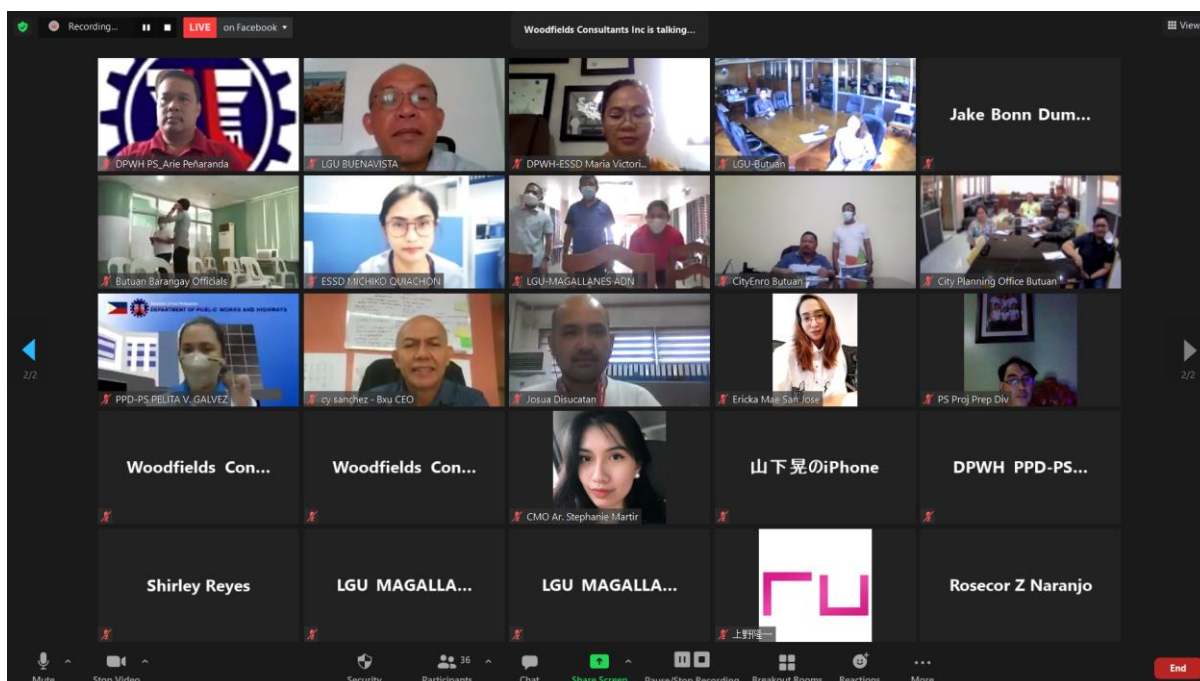 Recording...
LIVE on Facebook
Woodfields Consultants Inc is talking...
View
DPWH PS_Arie Peñaranda
LGU BUENAVISTA
DPWH-ESSD Maria Victori...
LGU-Butuan
Jake Bonn Dum...
Butuan Barangay Officials
ESSD MICHIKO QUIACHON
LGU-MAGALLANES ADN
CityEnro Butuan
City Planning Office Butuan
DEPARTMENT OF PUBLIC WORKS AND HIGHWAYS
PPD-PS PELITA V. GALVEZ
cy sanchez - Bxu CEO
Josua Disucatan
Ericka Mae San Jose
PS Proj Prep Div
2/2
2/2
Woodfields Con...
Woodfields Con...
CMO Ar. Stephanie Martir
山下晃のiPhone
DPWH PPD-PS...
Shirley Reyes
LGU MAGALLA...
LGU MAGALLA...
ru
上野隆一
Rosecor Z Naranjo
Mute
Stop Video
Security
Participants
36
Chat
Share Screen
Pause/Stop Recording
Breakout Rooms
Reactions
More
End